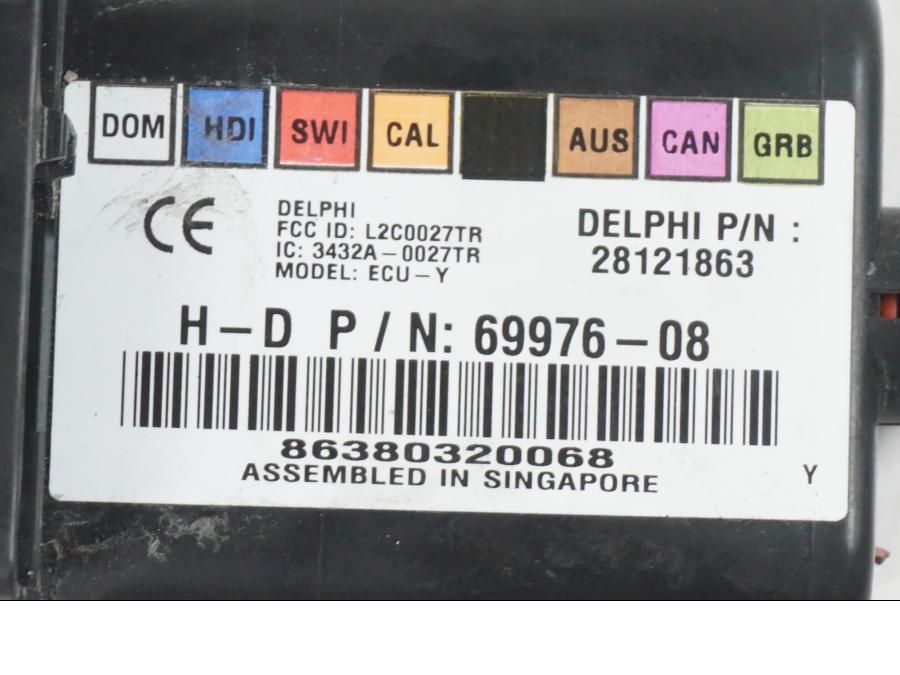 DOM HDI SWI CAL AUS CAN GRB
CE
DELPHI
FCC ID: L2C0027TR
IC: 3432A-0027TR
MODEL: ECU-Y
DELPHI P/N :
28121863
H-D P/N: 69976-08
86380320068
ASSEMBLED IN SINGAPORE
Y